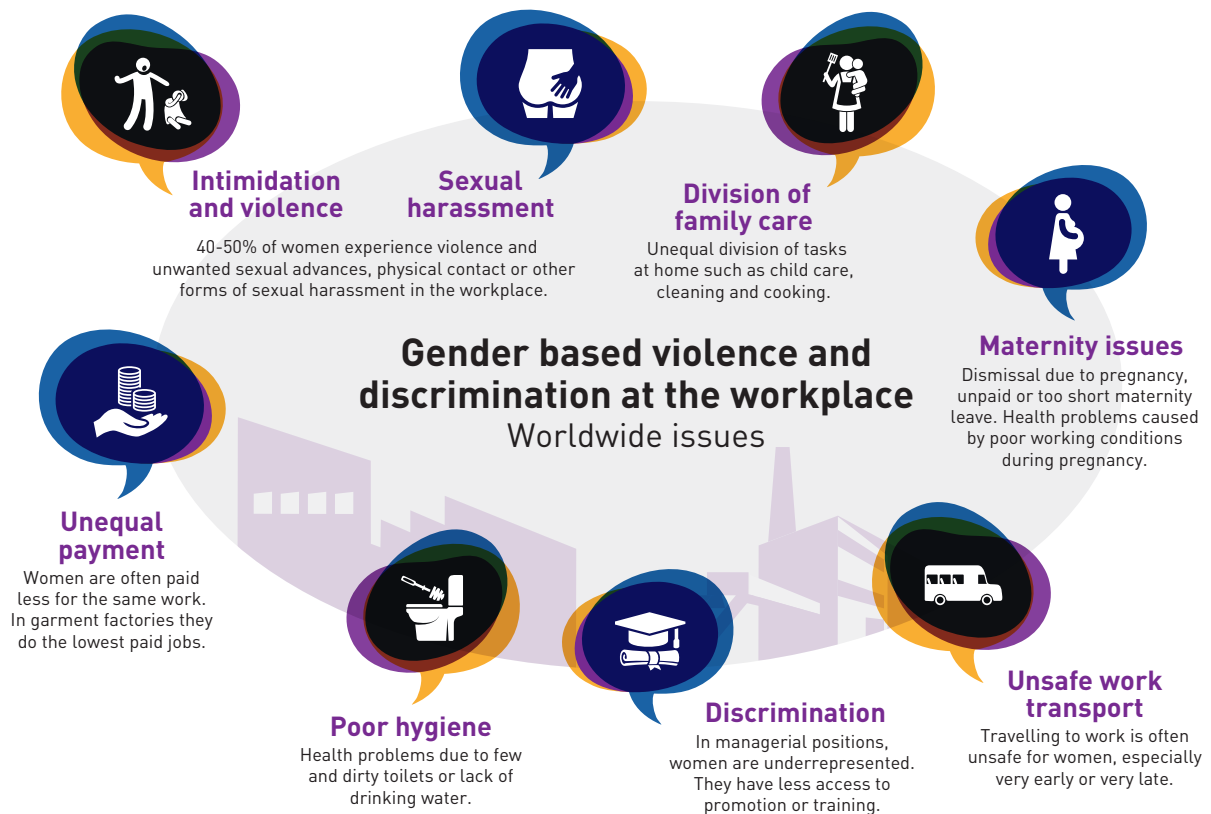 Intimidation
and violence
Sexual
harassment
40-50% of women experience violence and
unwanted sexual advances, physical contact or other
forms of sexual harassment in the workplace.
Division of
family care
Unequal division of tasks
at home such as child care,
cleaning and cooking.
Maternity issues
Dismissal due to pregnancy,
unpaid or too short maternity
leave. Health problems caused
by poor working conditions
during pregnancy.
Gender based violence and
discrimination at the workplace
Worldwide issues
Unequal
payment
Women are often paid
less for the same work.
In garment factories they
do the lowest paid jobs.
Poor hygiene
Health problems due to few
and dirty toilets or lack of
drinking water.
Discrimination
In managerial positions,
women are underrepresented.
They have less access to
promotion or training.
Unsafe work
transport
Travelling to work is often
unsafe for women, especially
very early or very late.